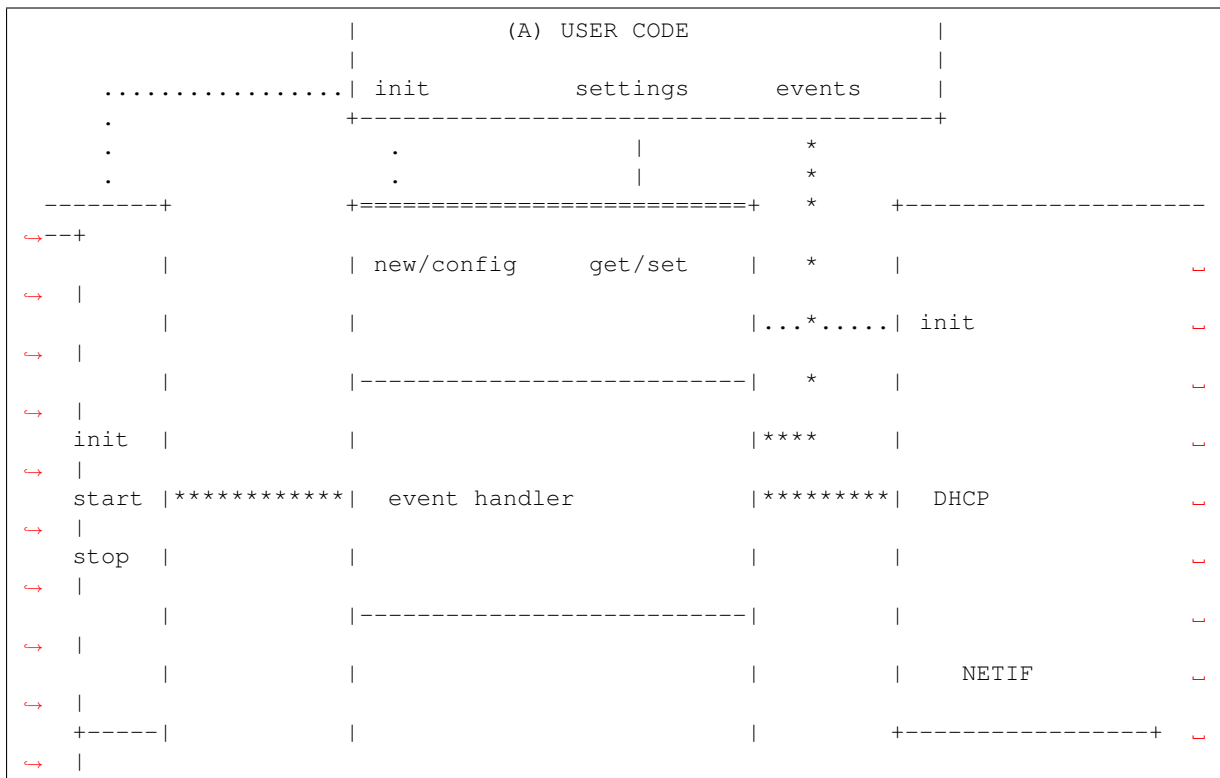 |          (A) USER CODE                 |
                       |                                        |
      .................| init            settings      events   |
      .                +----------------------------------------+
      .                   .                |           *
      .                   .                |           *
  --------+            +===========================+   *     +---------------------
↪--+
          |            | new/config     get/set    |   *     |                    ␣
↪  |
          |            |                           |...*.....| init               ␣
↪  |
          |            |---------------------------|   *     |                    ␣
↪  |
    init  |            |                           |****     |                    ␣
↪  |
    start |************|  event handler            |*********|  DHCP              ␣
↪  |
    stop  |            |                           |         |                    ␣
↪  |
          |            |---------------------------|         |                    ␣
↪  |
          |            |                           |         |    NETIF           ␣
↪  |
    +-----|            |                           |         +-----------------+  ␣
↪  |